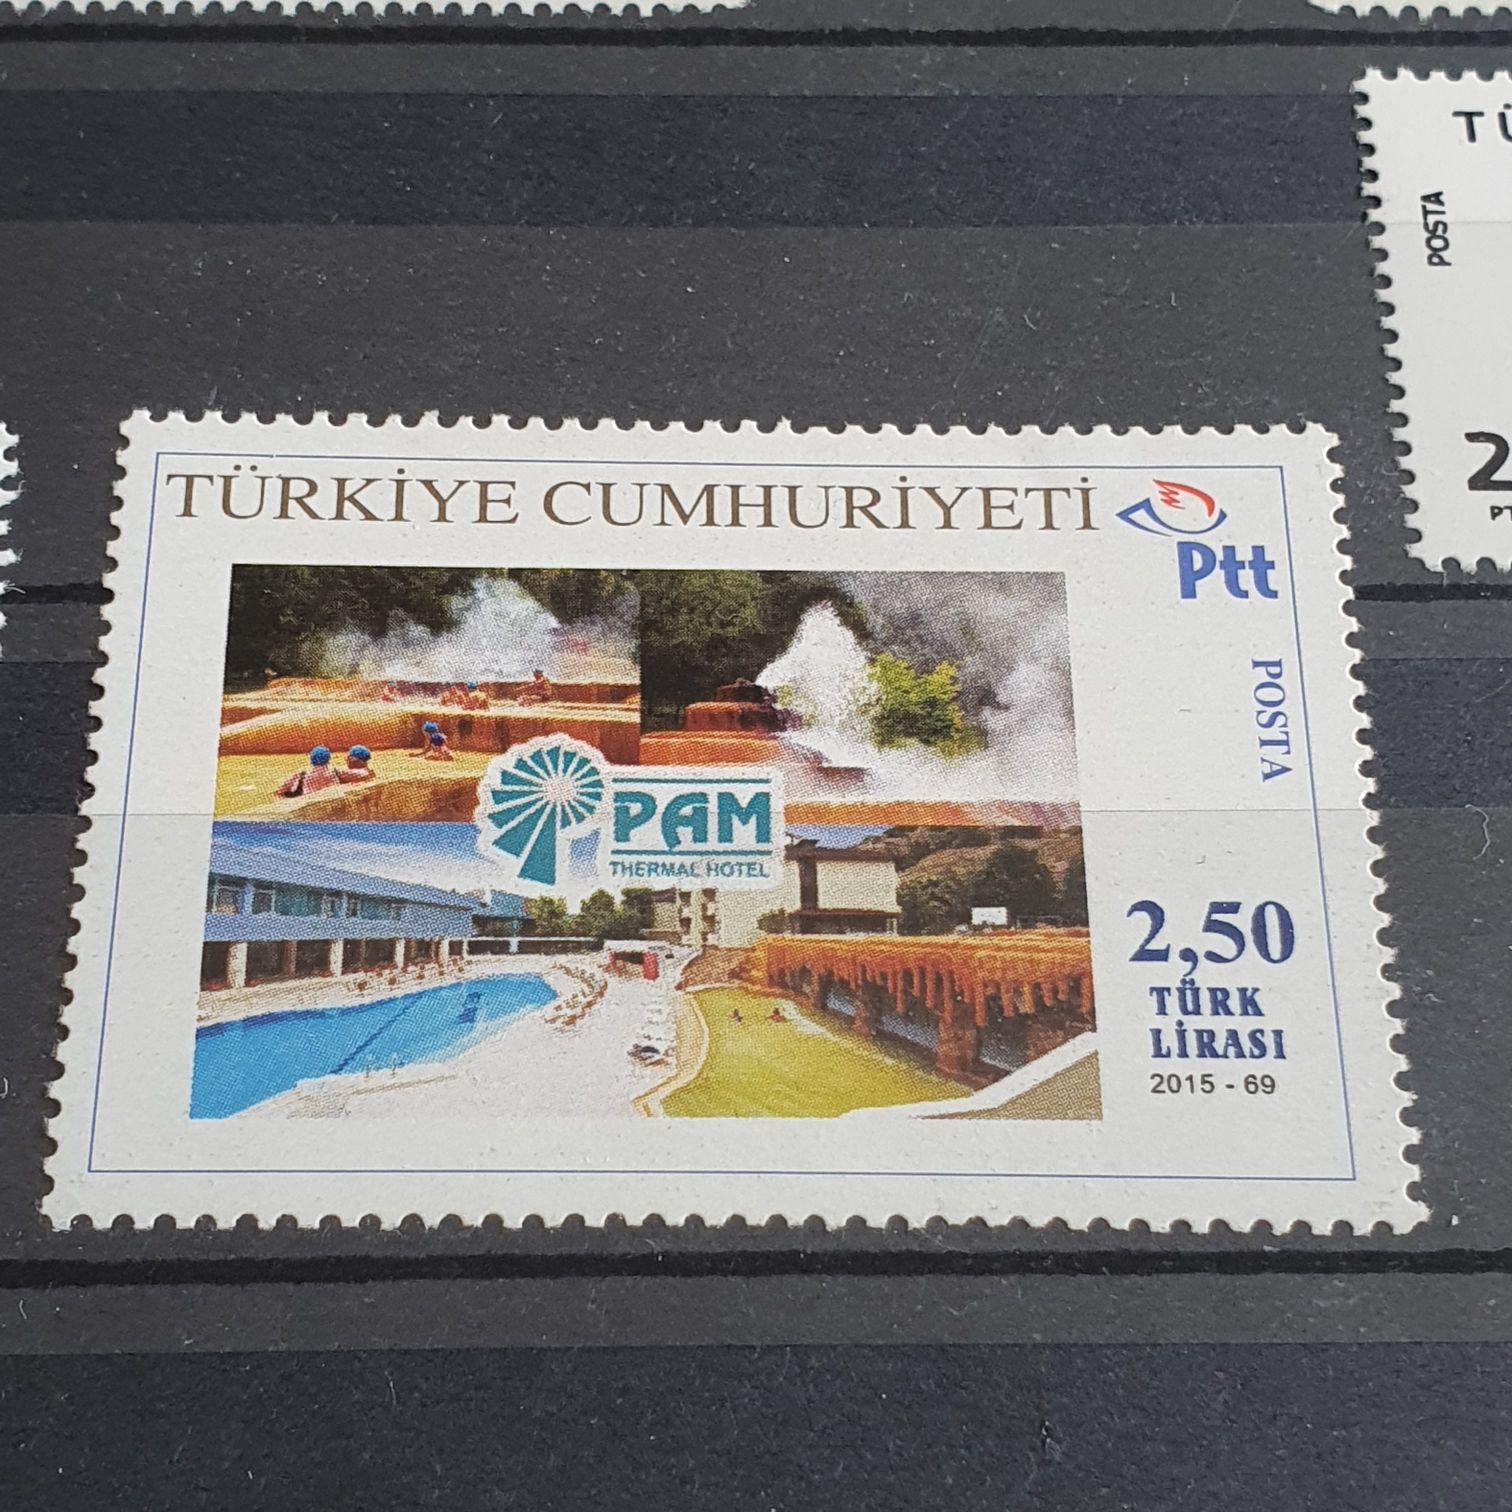 TÜRKİYE CUMHURİYETİ
Ptt
POSTA
PAM
THERMAL HOTEL
2,50
TÜRK
LİRASI
2015 - 69
POSTA